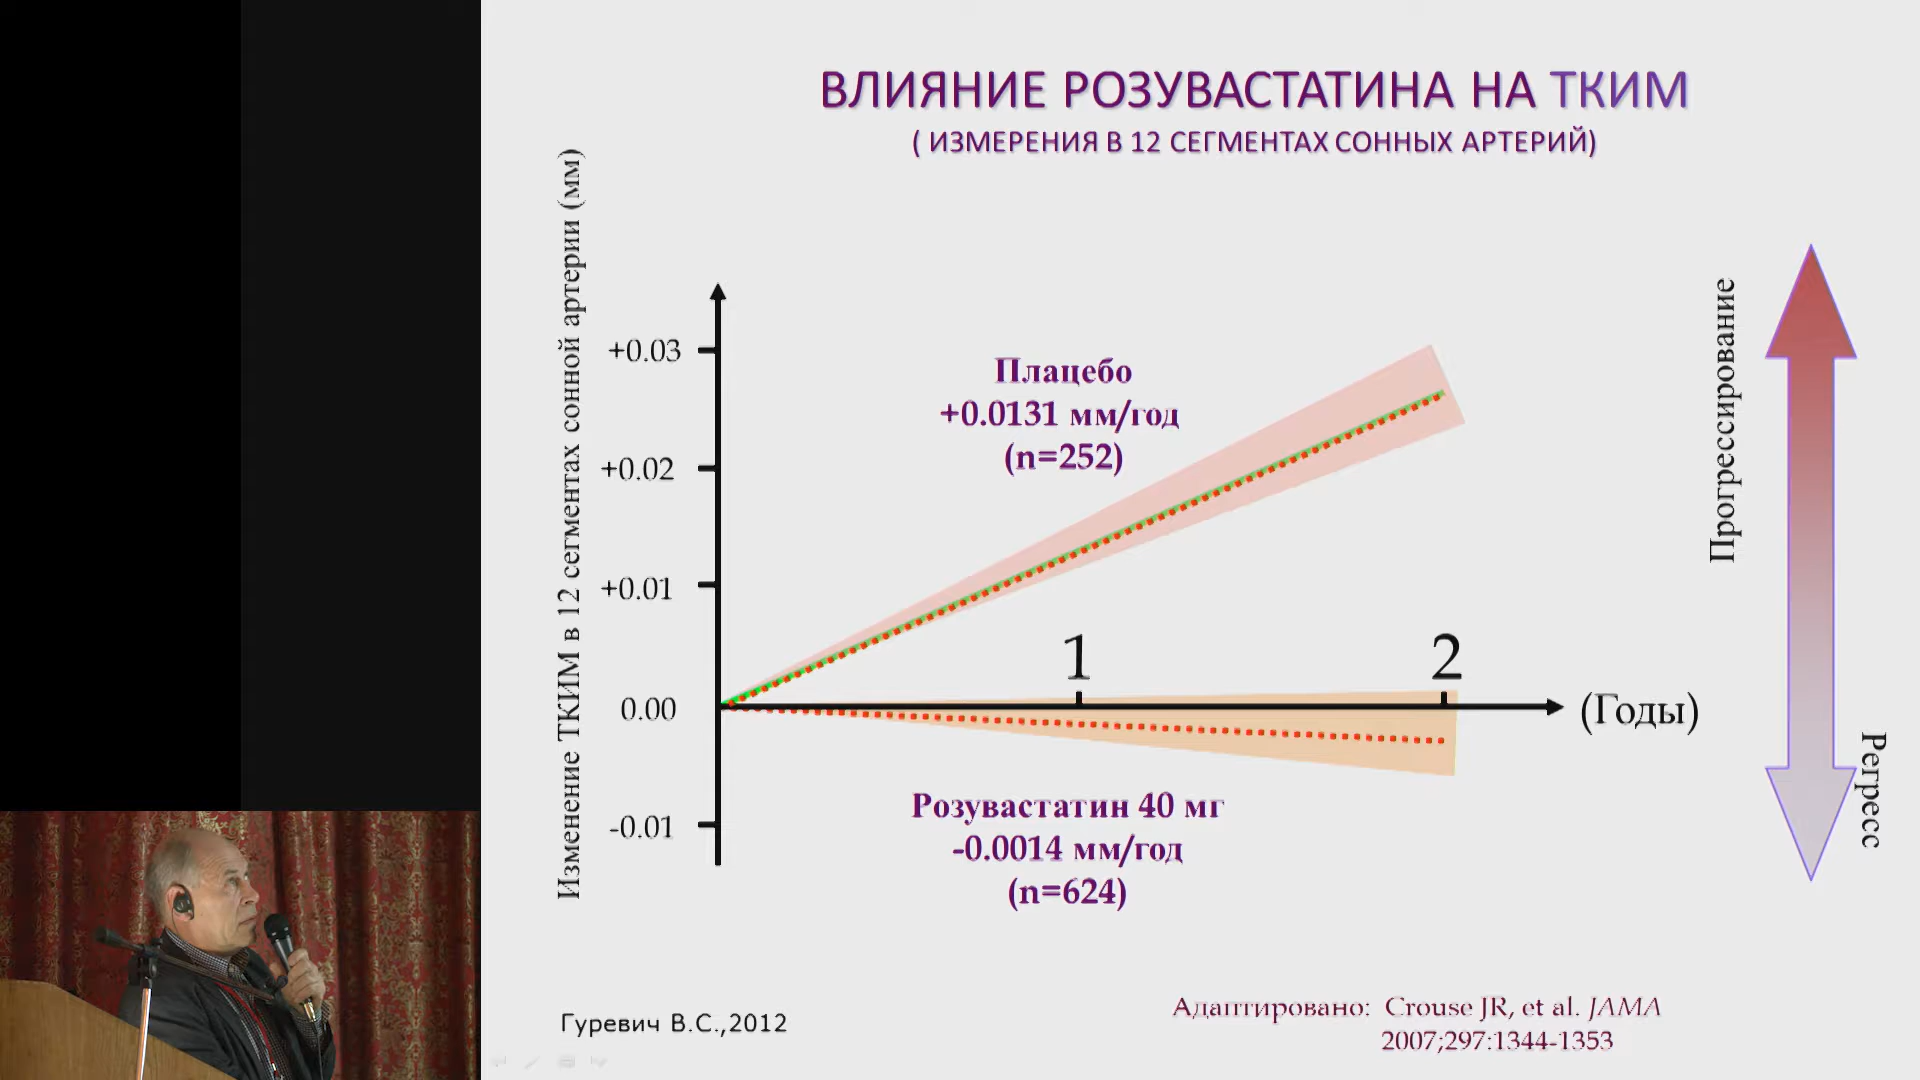 ВЛИЯНИЕ РОЗУВАСТАТИНА НА ТКИМ
( ИЗМЕРЕНИЯ В 12 СЕГМЕНТАХ СОННЫХ АРТЕРИЙ)
Изменение ТКИМ в 12 сегментах сонной артерии (мм)
+0.03
+0.02
+0.01
0.00
-0.01
Плацебо
+0.0131 мм/год
(n=252)
1
2
(Годы)
Розувастатин 40 мг
-0.0014 мм/год
(n=624)
Прогрессирование
Регресс
Гуревич В.С.,2012
Адаптировано: Crouse JR, et al. JAMA
2007;297:1344-1353